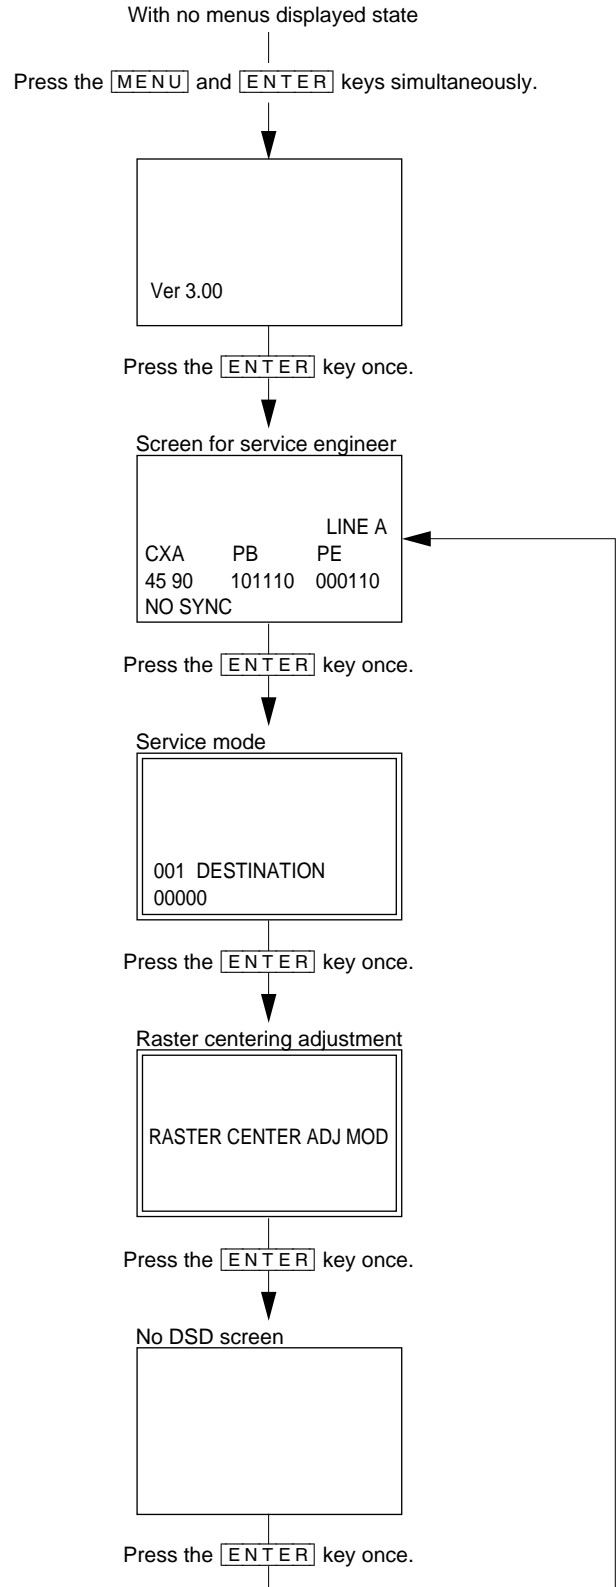 With no menus displayed state
Press the MENU and ENTER keys simultaneously.
Ver 3.00
Press the ENTER key once.
Screen for service engineer
LINE A
CXA PB PE
45 90 101110 000110
NO SYNC
Press the ENTER key once.
Service mode
001 DESTINATION
00000
Press the ENTER key once.
Raster centering adjustment
RASTER CENTER ADJ MOD
Press the ENTER key once.
No DSD screen
Press the ENTER key once.